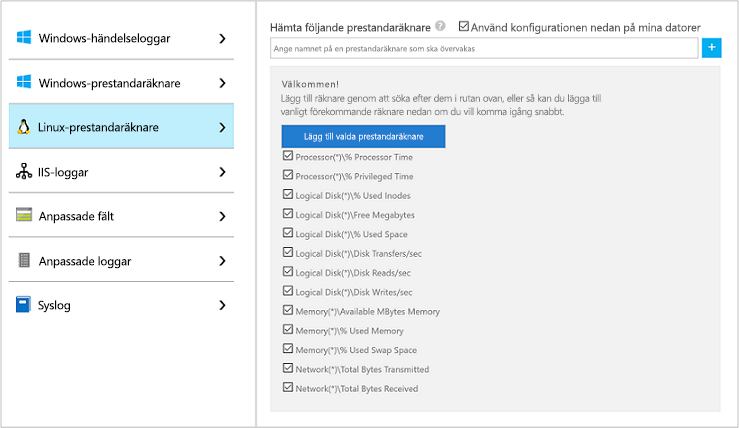 Windows-händelseloggar
Windows-prestandaräknare
Linux-prestandaräknare
IIS-loggar
Anpassade fält
Anpassade loggar
Syslog
Hämta följande prestandaräknare ? Använd konfigurationen nedan på mina datorer
Ange namnet på en prestandaräknare som ska övervakas
+
Välkommen!
Lägg till räknare genom att söka efter dem i rutan ovan, eller så kan du lägga till
vanligt förekommande räknare nedan om du vill komma igång snabbt.
Lägg till valda prestandaräknare
Processor(*)\% Processor Time
Processor(*)\% Privileged Time
Logical Disk(*)\% Used Inodes
Logical Disk(*)\Free Megabytes
Logical Disk(*)\% Used Space
Logical Disk(*)\Disk Transfers/sec
Logical Disk(*)\Disk Reads/sec
Logical Disk(*)\Disk Writes/sec
Memory(*)\Available MBytes Memory
Memory(*)\% Used Memory
Memory(*)\% Used Swap Space
Network(*)\Total Bytes Transmitted
Network(*)\Total Bytes Received